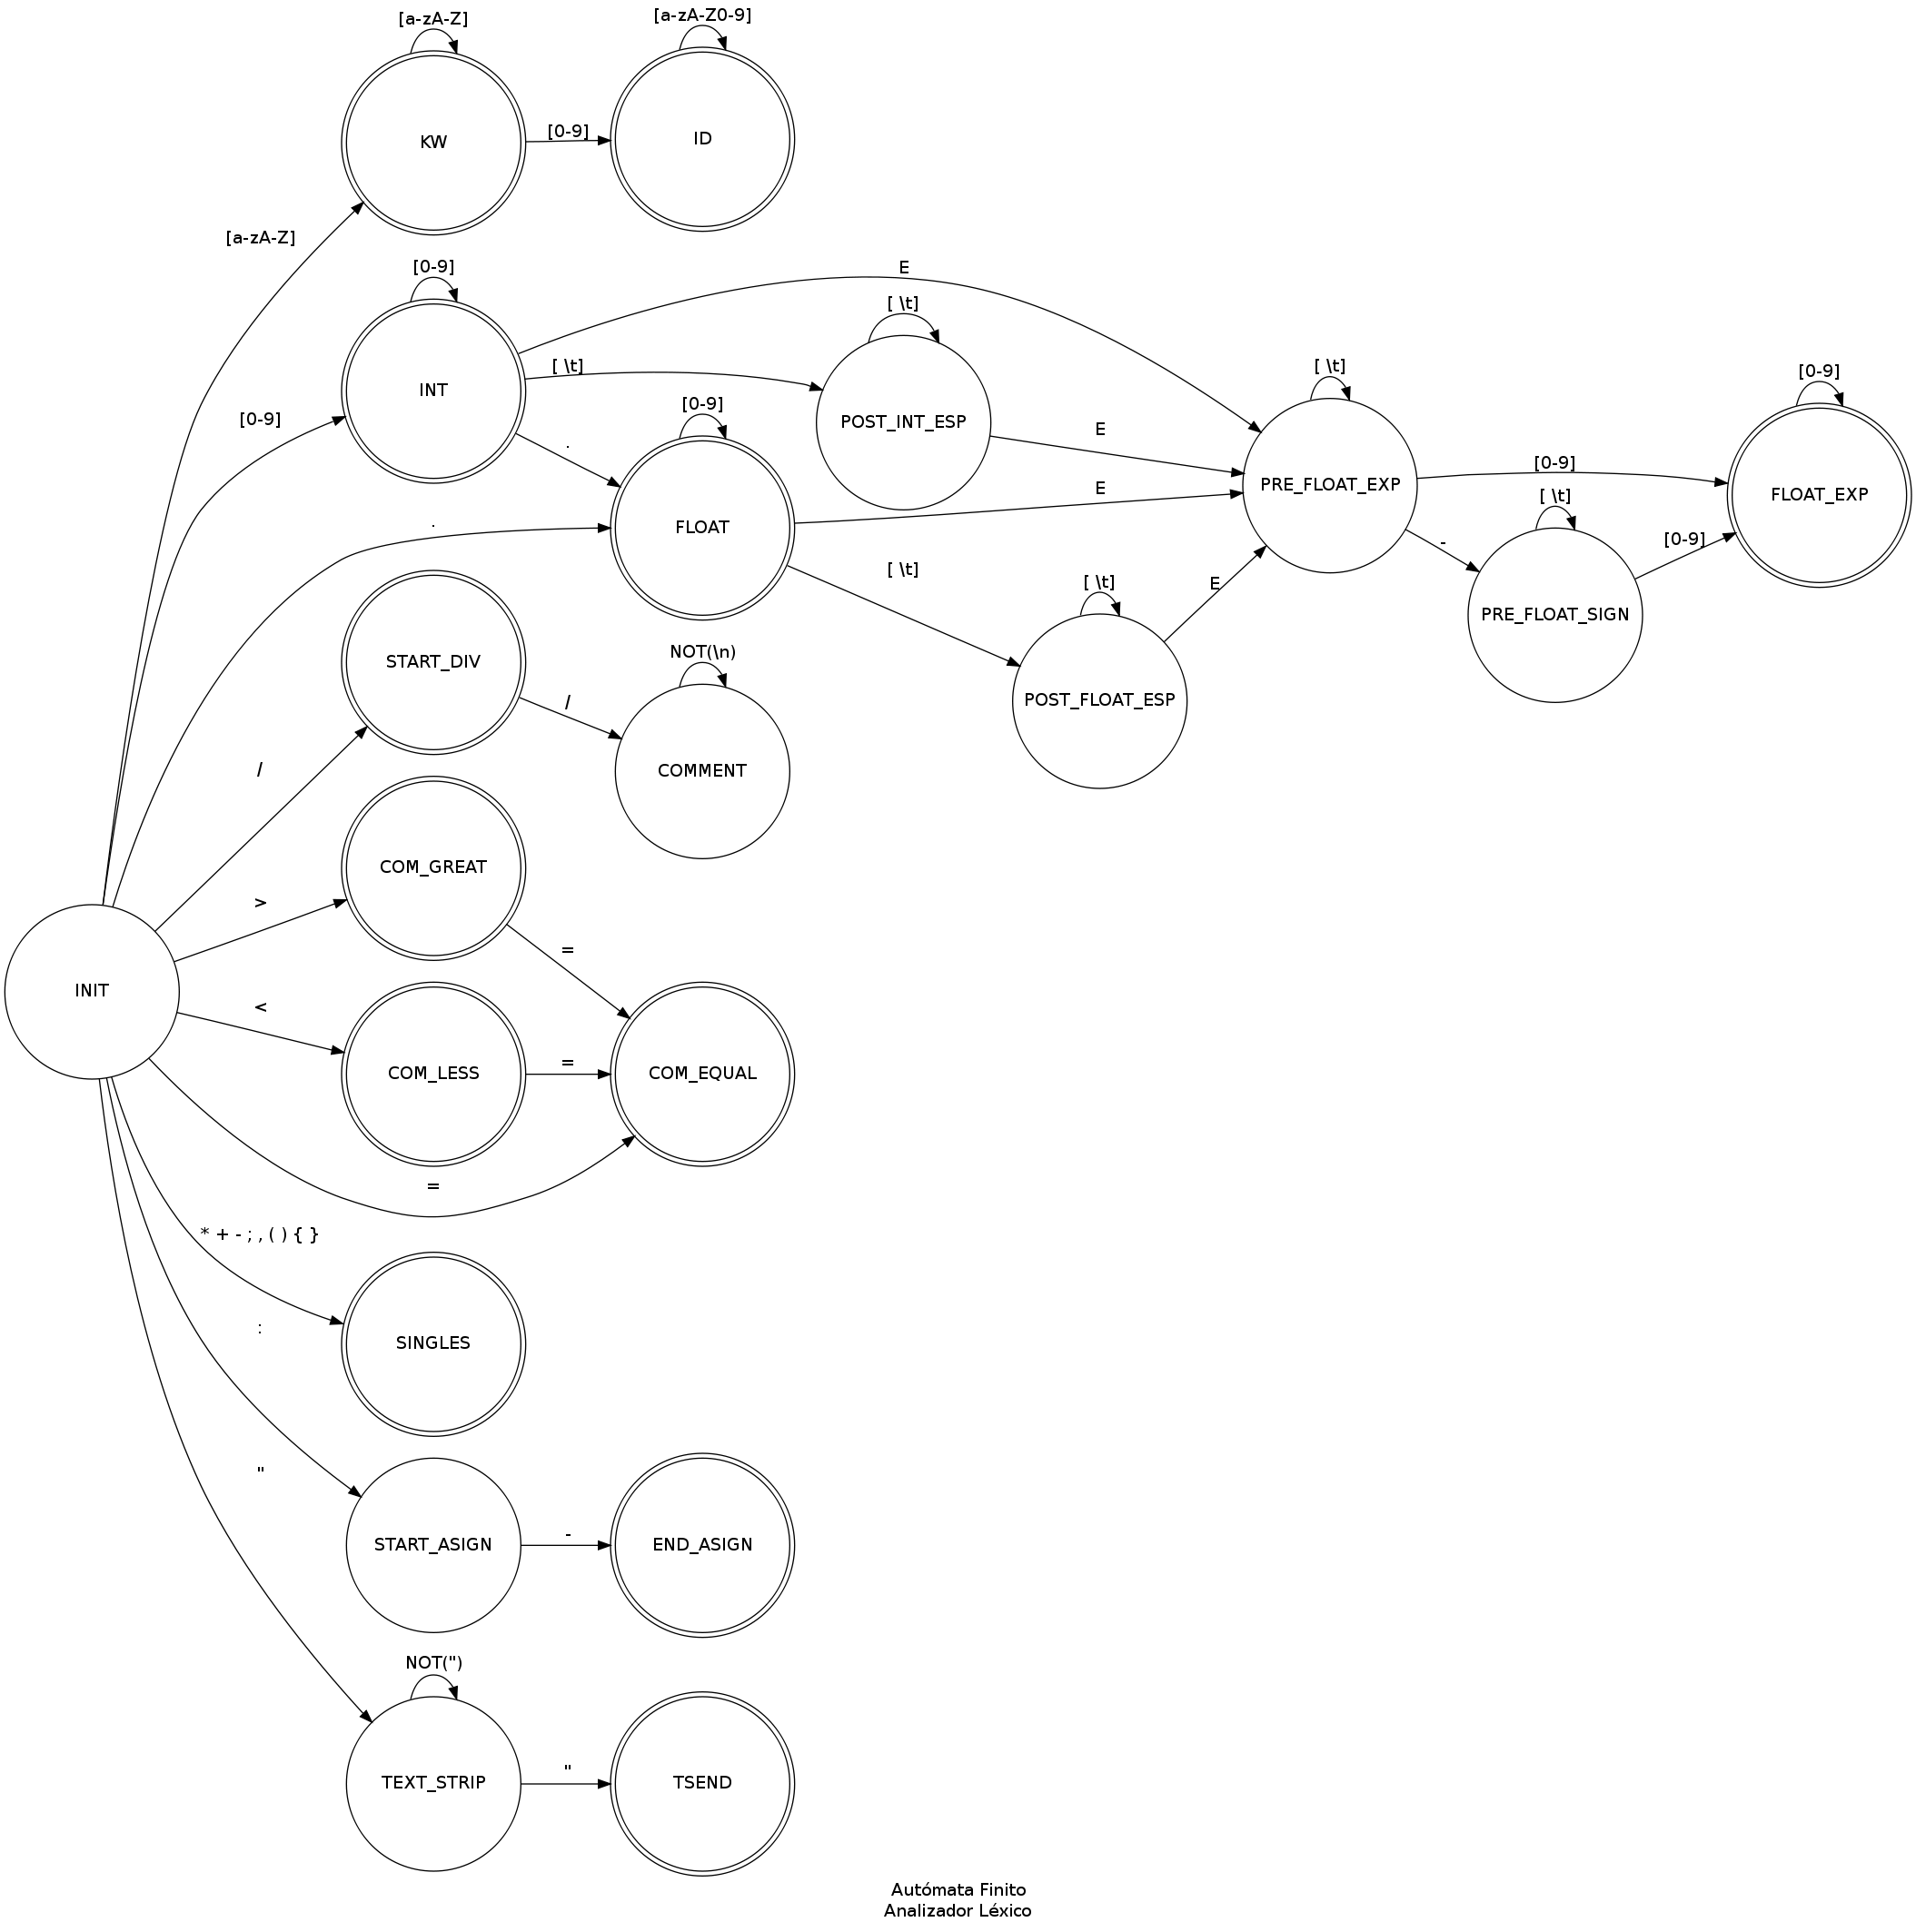 [a-zA-Z]
[a-zA-Z0-9]
KW
[0-9]
ID
[a-zA-Z]
[0-9]
E
[ \t]
[0-9]
INT
[ \t]
.
[0-9]
POST_INT_ESP
E
[ \t]
PRE_FLOAT_EXP
[0-9]
[0-9]
FLOAT_EXP
.
FLOAT
E
[ \t]
-
[ \t]
PRE_FLOAT_SIGN
[0-9]
[ \t]
POST_FLOAT_ESP
E
START_DIV
/
/
NOT(\n)
COMMENT
COM_GREAT
>
=
INIT
<
COM_LESS
=
COM_EQUAL
=
* + - ; , ( ) { }
SINGLES
:
START_ASIGN
-
END_ASIGN
"
NOT(")
TEXT_STRIP
"
TSEND
Autómata Finito
Analizador Léxico